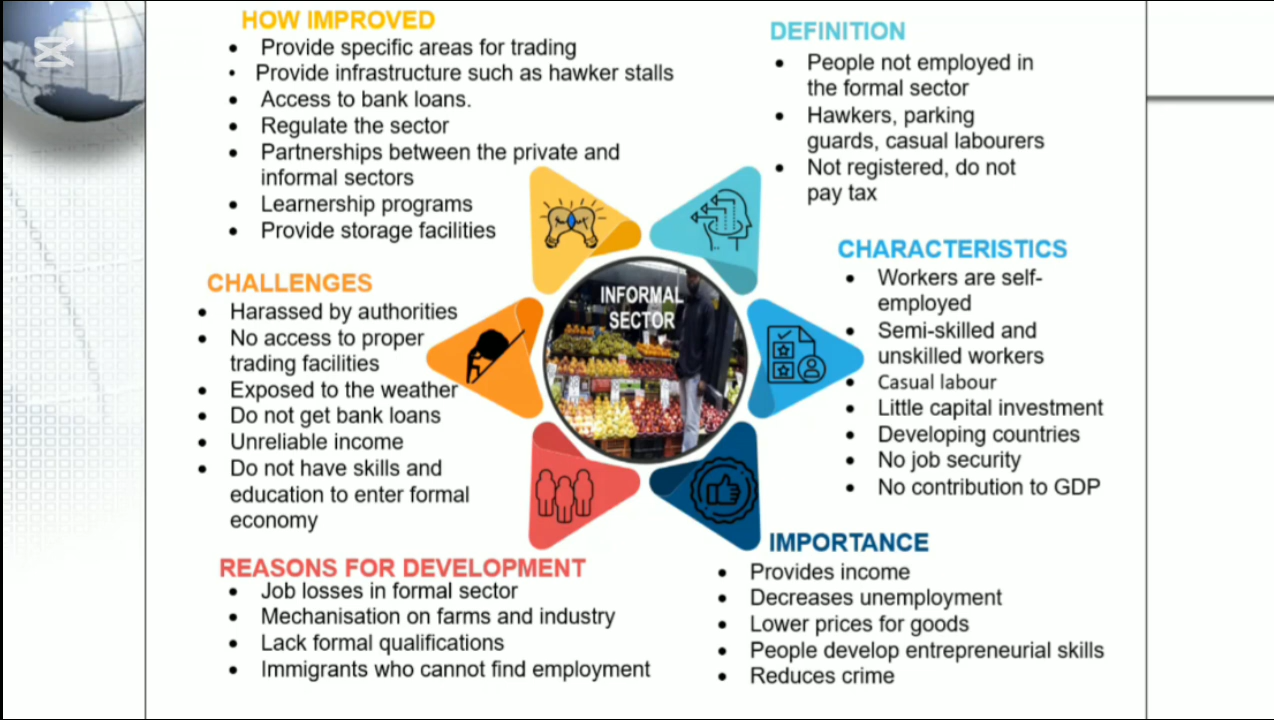 HOW IMPROVED
• Provide specific areas for trading
• Provide infrastructure such as hawker stalls
• Access to bank loans.
• Regulate the sector
• Partnerships between the private and
informal sectors
• Learnership programs
• Provide storage facilities
DEFINITION
• People not employed in
the formal sector
• Hawkers, parking
guards, casual labourers
• Not registered, do not
pay tax
CHALLENGES
• Harassed by authorities
• No access to proper
trading facilities
• Exposed to the weather
• Do not get bank loans
• Unreliable income
• Do not have skills and
education to enter formal
economy
INFORMAL
SECTOR
CHARACTERISTICS
• Workers are self-
employed
• Semi-skilled and
unskilled workers
• Casual labour
• Little capital investment
• Developing countries
• No job security
• No contribution to GDP
REASONS FOR DEVELOPMENT
• Job losses in formal sector
• Mechanisation on farms and industry
• Lack formal qualifications
• Immigrants who cannot find employment
IMPORTANCE
• Provides income
• Decreases unemployment
• Lower prices for goods
• People develop entrepreneurial skills
• Reduces crime